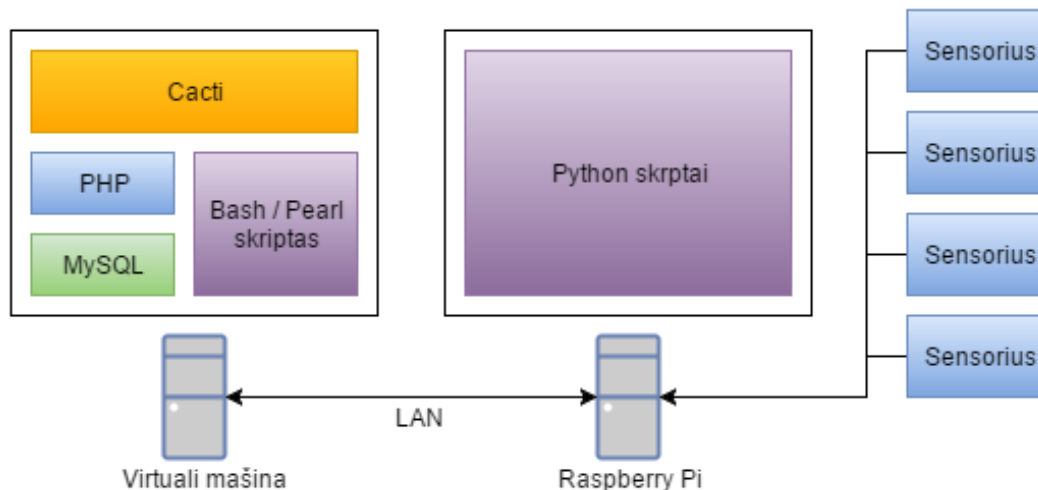 Cacti
PHP
MySQL
Bash / Pearl
skriptas
Python skrptai
Sensorius
Sensorius
Sensorius
Sensorius
LAN
Virtuali mašina
Raspberry Pi